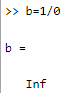 >> b=1/0
b =
Inf